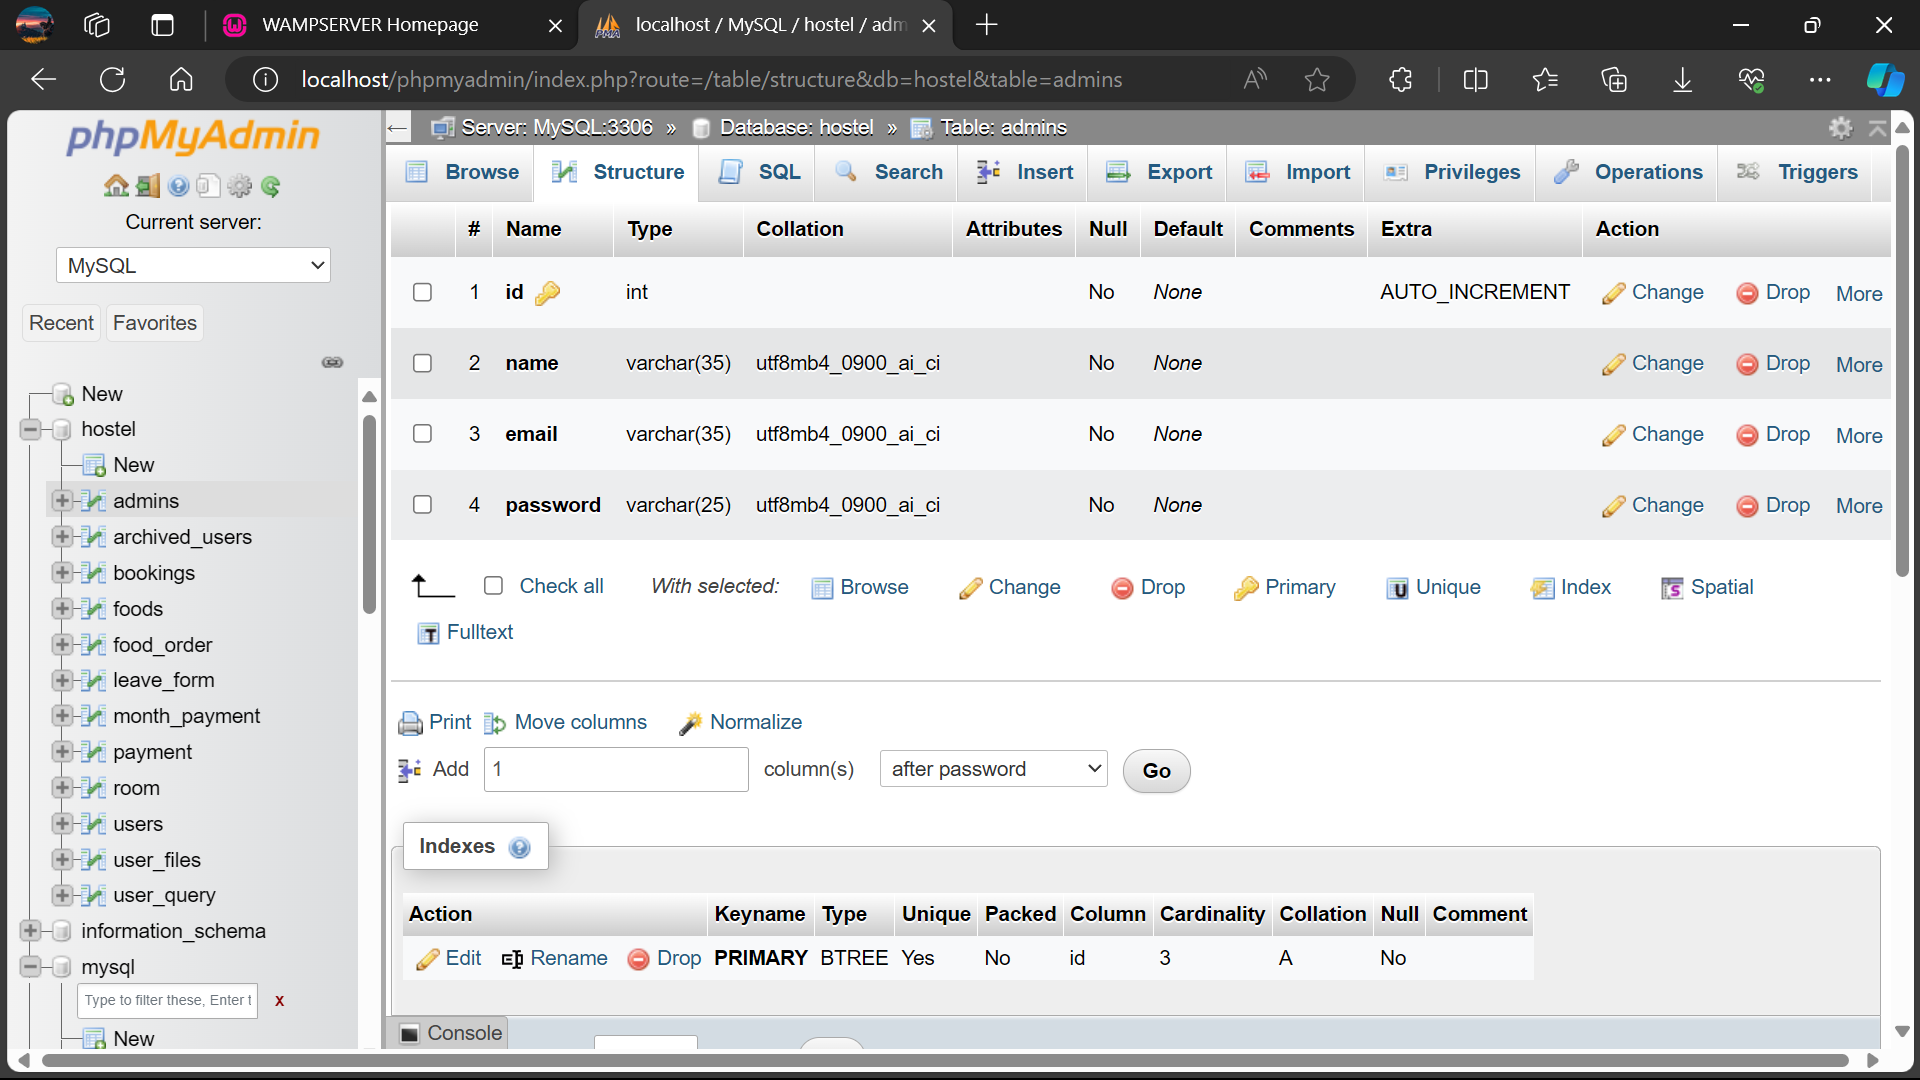 WAMPSERVER Homepage
localhost / MySQL / hostel / adm
localhost/phpmyadmin/index.php?route=/table/structure&db=hostel&table=admins
phpMyAdmin
Current server:
MySQL
Recent Favorites
New
hostel
New
admins
archived_users
bookings
foods
food_order
leave_form
month_payment
payment
room
users
user_files
user_query
information_schema
mysql
Type to filter these, Enter t x
New
Server: MySQL:3306 » Database: hostel » Table: admins
Browse Structure SQL Search Insert Export Import Privileges Operations Triggers
# Name Type Collation Attributes Null Default Comments Extra Action
1 id int No None AUTO_INCREMENT Change Drop More
2 name varchar(35) utf8mb4_0900_ai_ci No None Change Drop More
3 email varchar(35) utf8mb4_0900_ai_ci No None Change Drop More
4 password varchar(25) utf8mb4_0900_ai_ci No None Change Drop More
Check all With selected: Browse Change Drop Primary Unique Index Spatial
Fulltext
Print Move columns Normalize
Add 1 column(s) after password Go
Indexes
Action Keyname Type Unique Packed Column Cardinality Collation Null Comment
Edit Rename Drop PRIMARY BTREE Yes No id 3 A No
Console